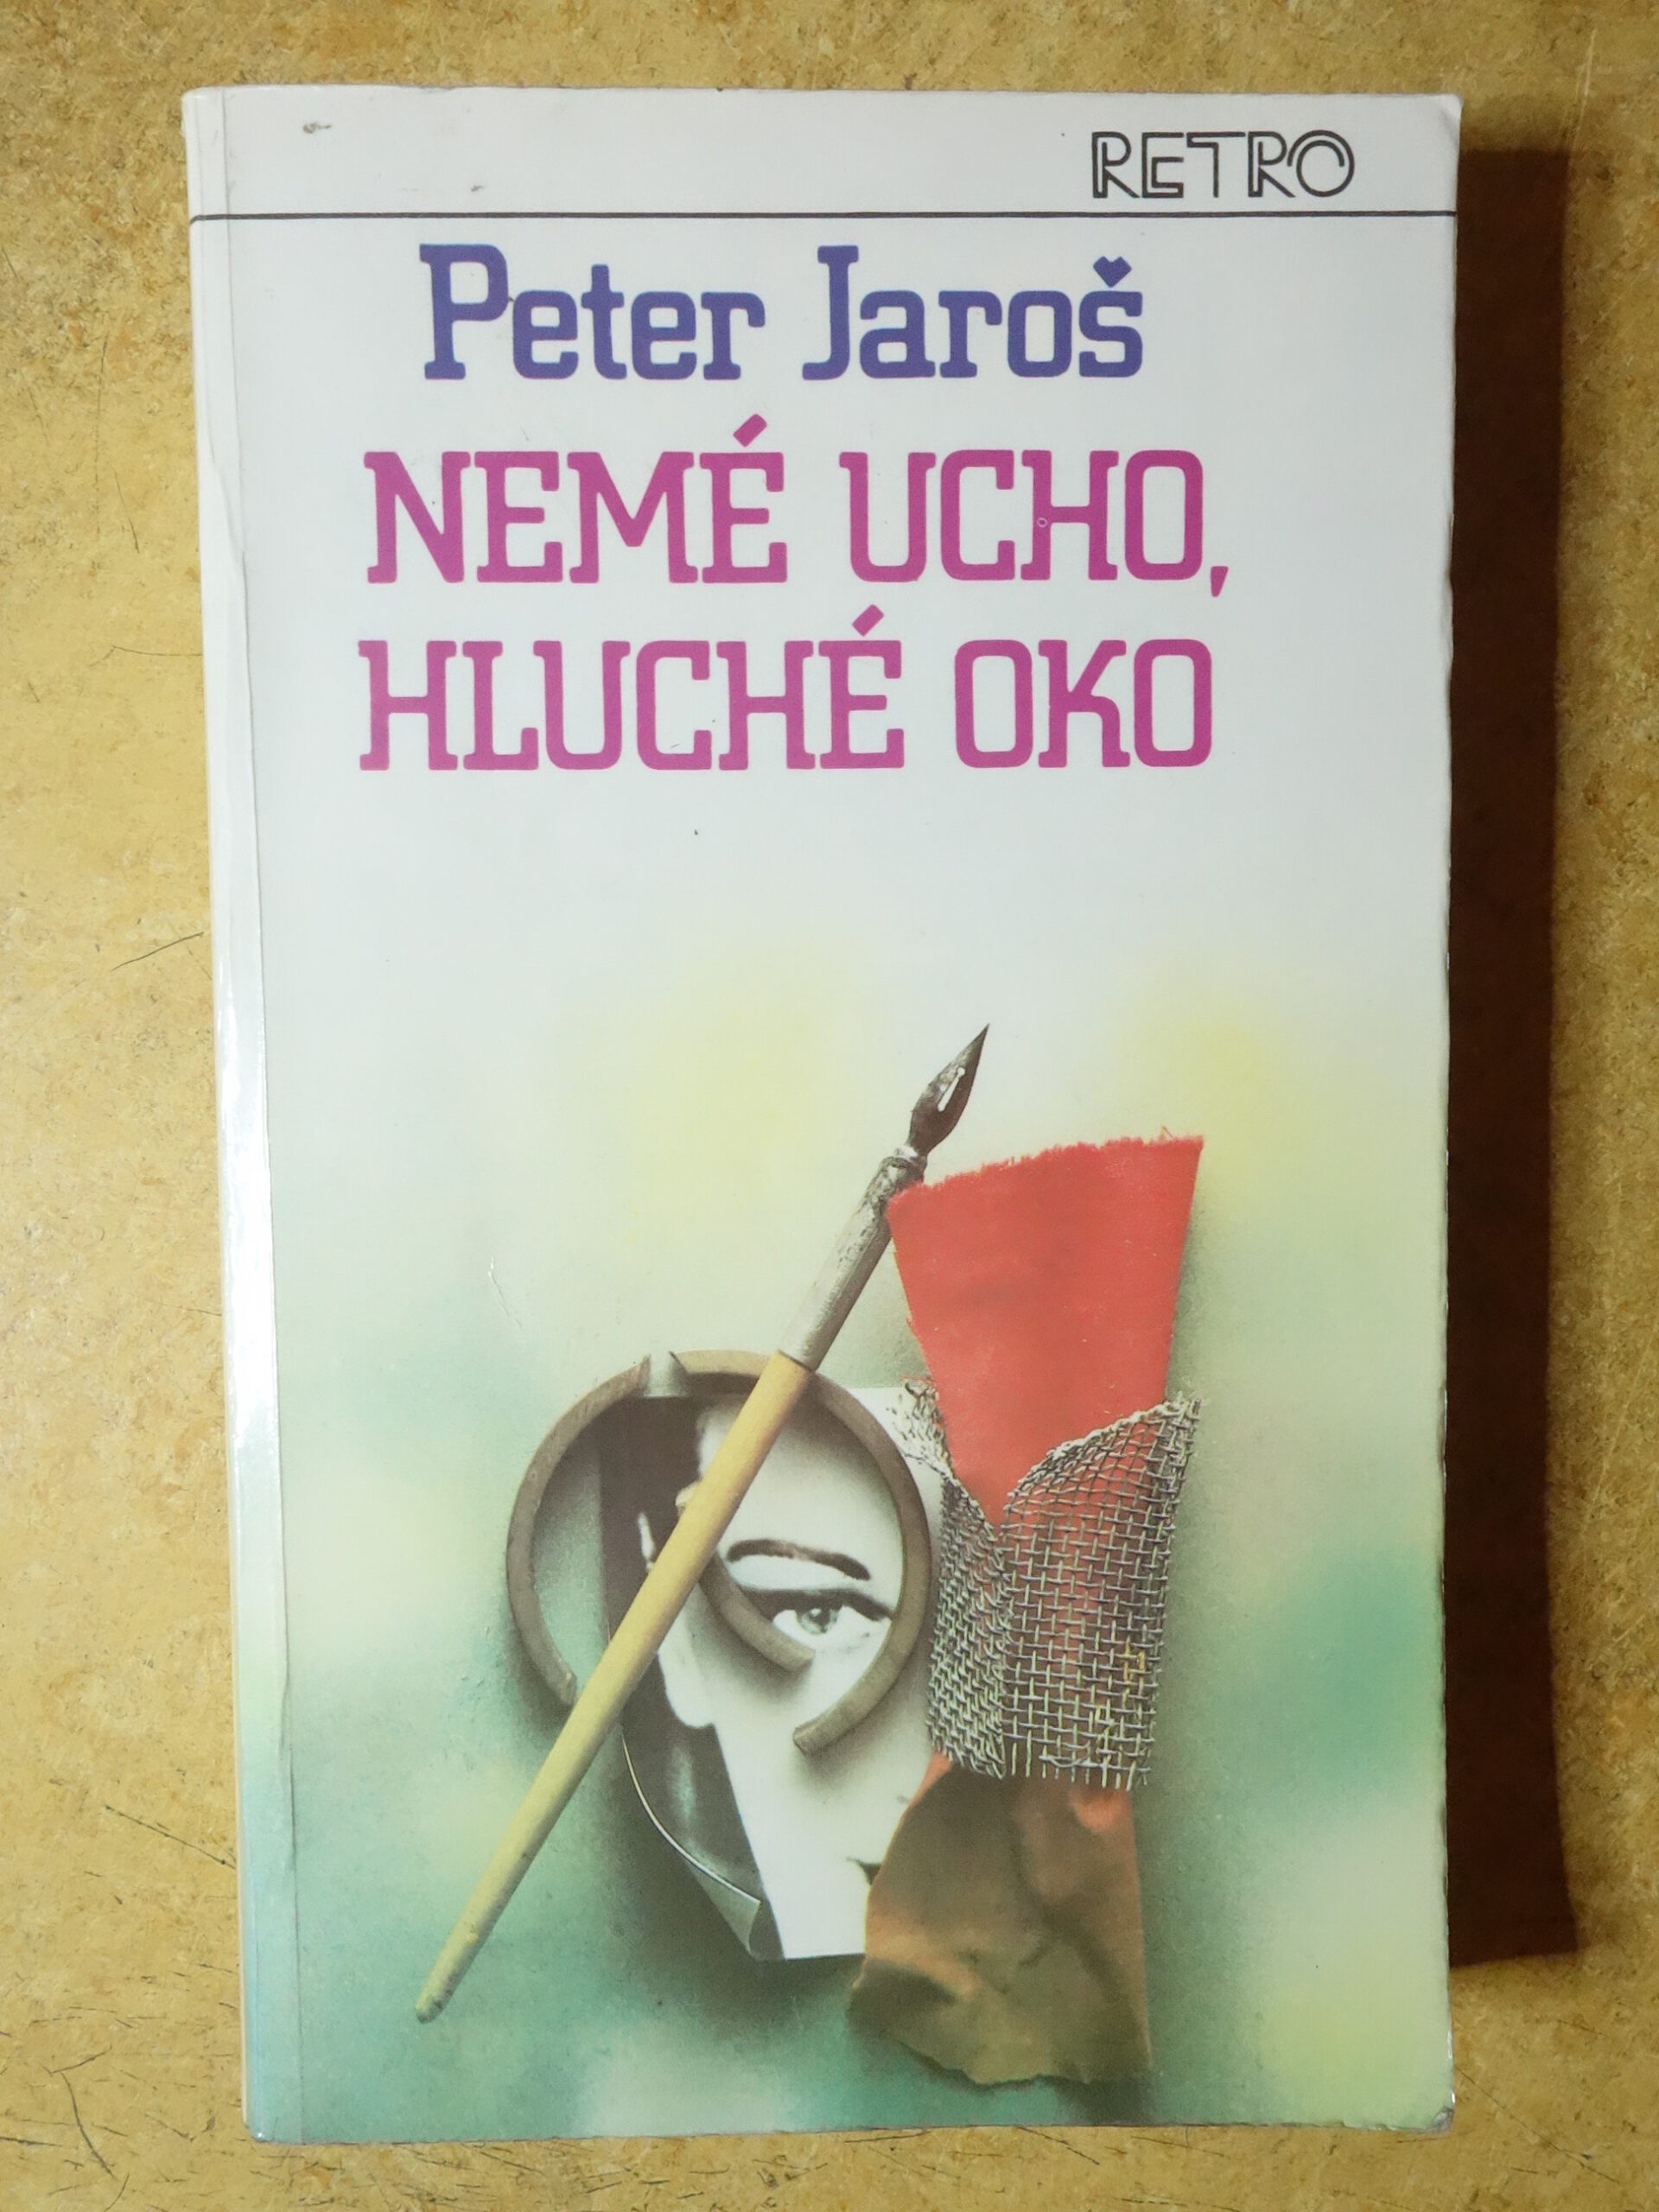 RETRO
Peter Jaroš
NEMÉ UCHO,
HLUCHÉ OKO